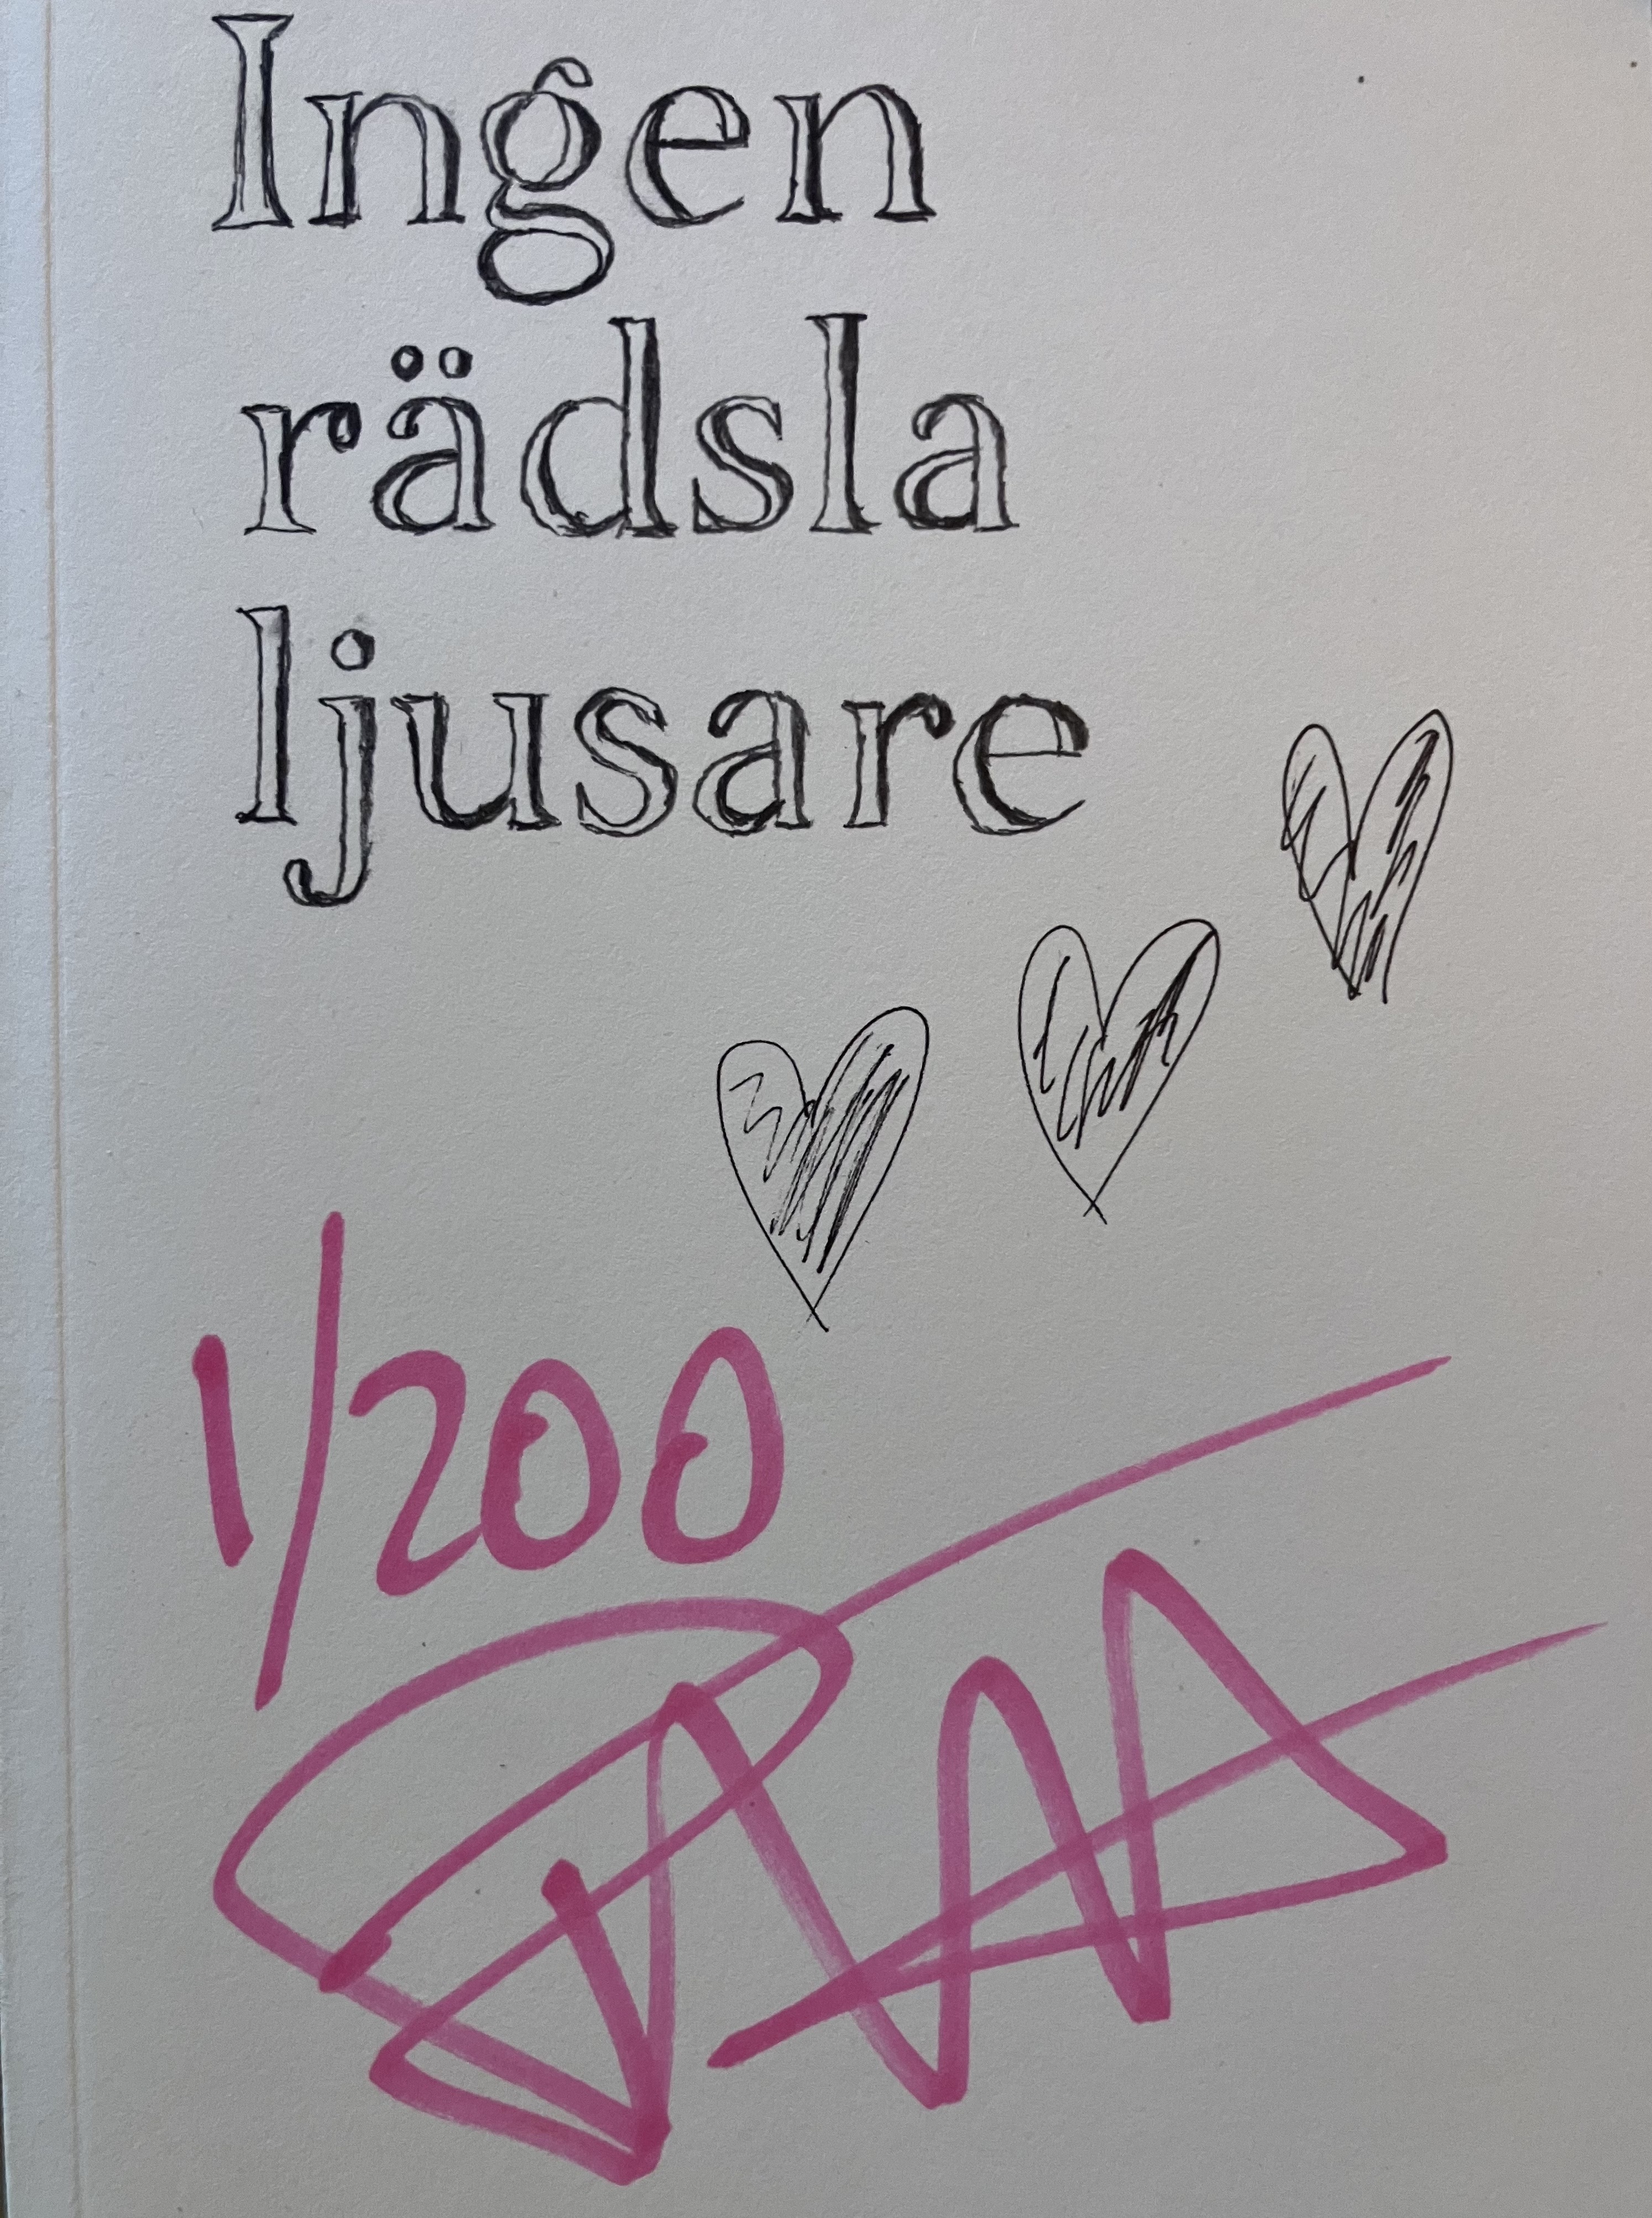 Ingen
rädsla
ljusare
1/200